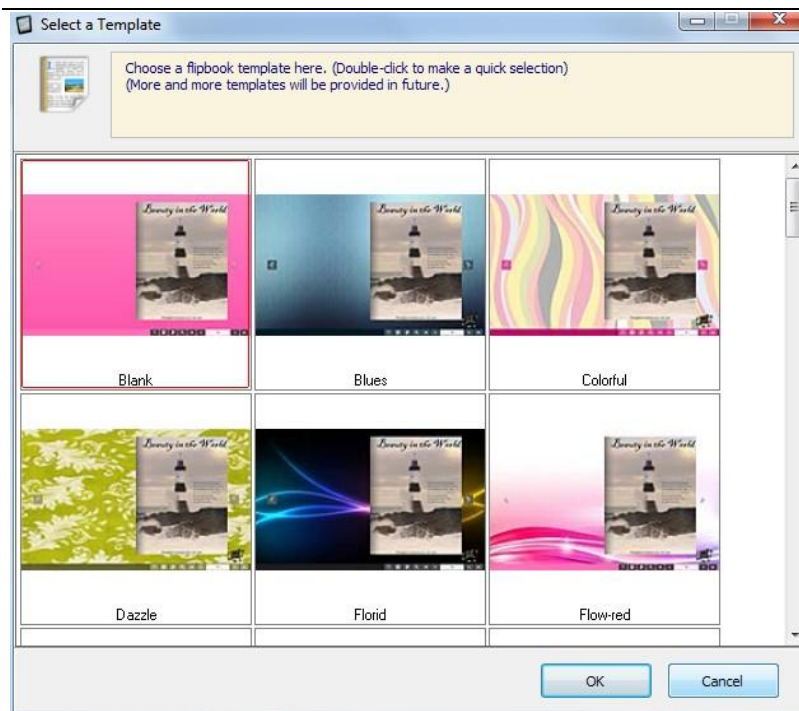 Select a Template
Choose a flipbook template here. (Double-click to make a quick selection)
(More and more templates will be provided in future.)
Beauty in the World
Beauty in the World
Beauty in the World
Blank
Blues
Colorful
Beauty in the World
Beauty in the World
Beauty in the World
Dazzle
Florid
Flow-red
OK
Cancel